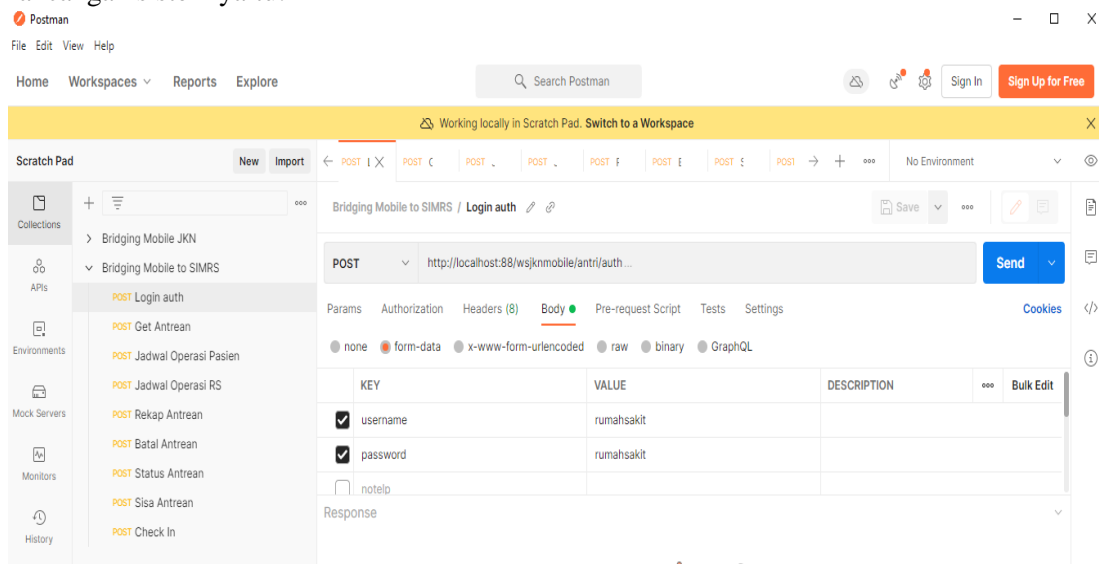 Postman
File Edit View Help
Home Workspaces Reports Explore Search Postman Sign In Sign Up for Free
Working locally in Scratch Pad. Switch to a Workspace
Scratch Pad New Import POST POST POST POST POST POST POST POST No Environment
Collections
Bridging Mobile to SIMRS / Login auth Save
Bridging Mobile JKN
Bridging Mobile to SIMRS
APIs
POST http://localhost:88/wsjknmobile/antri/auth... Send
POST Login auth
Params Authorization Headers (8) Body Pre-request Script Tests Settings Cookies
POST Get Antrean
Environments
none form-data x-www-form-urlencoded raw binary GraphQL
POST Jadwal Operasi Pasien
POST Jadwal Operasi RS
KEY VALUE DESCRIPTION Bulk Edit
Mock Servers
POST Rekap Antrean
username rumahsakit
POST Batal Antrean
password rumahsakit
Monitors
POST Status Antrean
notelp
POST Sisa Antrean
Response
POST Check In
History